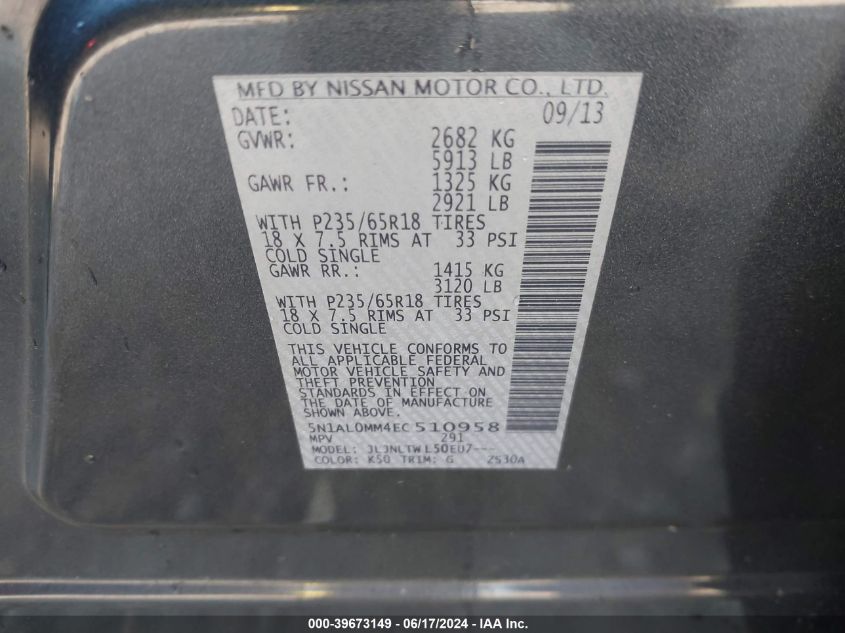 MFD BY NISSAN MOTOR CO., LTD.
DATE: 09/13
GVWR: 2682 KG
5913 LB
GAWR FR.: 1325 KG
2921 LB
WITH P235/65R18 TIRES
18 X 7.5 RIMS AT 33 PSI
COLD SINGLE
GAWR RR.: 1415 KG
3120 LB
WITH P235/65R18 TIRES
18 X 7.5 RIMS AT 33 PSI
COLD SINGLE
THIS VEHICLE CONFORMS TO
ALL APPLICABLE FEDERAL
MOTOR VEHICLE SAFETY AND
THEFT PREVENTION
STANDARDS IN EFFECT ON
THE DATE OF MANUFACTURE
SHOWN ABOVE.
5N1AL0MM4EC 510958
MPV 291
MODEL: JLJNLTWL50EU7---
COLOR: K50 TRIM: G 2S30A
000-39673149 - 06/17/2024 - IAA, Inc.